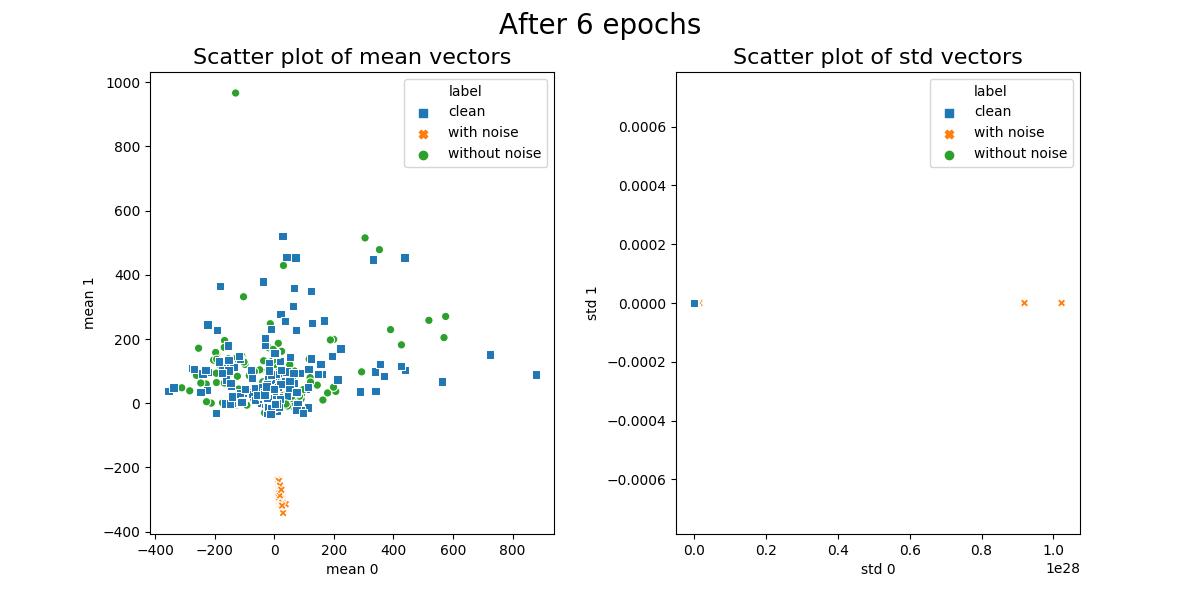 After 6 epochs
Scatter plot of mean vectors
1000
800
600
400
200
0
−200
−400
mean 1
−400
−200
0
200
400
600
800
mean 0
label
clean
with noise
without noise
Scatter plot of std vectors
0.0006
0.0004
0.0002
0.0000
−0.0002
−0.0004
−0.0006
std 1
0.0
0.2
0.4
0.6
0.8
1.0
1e28
std 0
label
clean
with noise
without noise